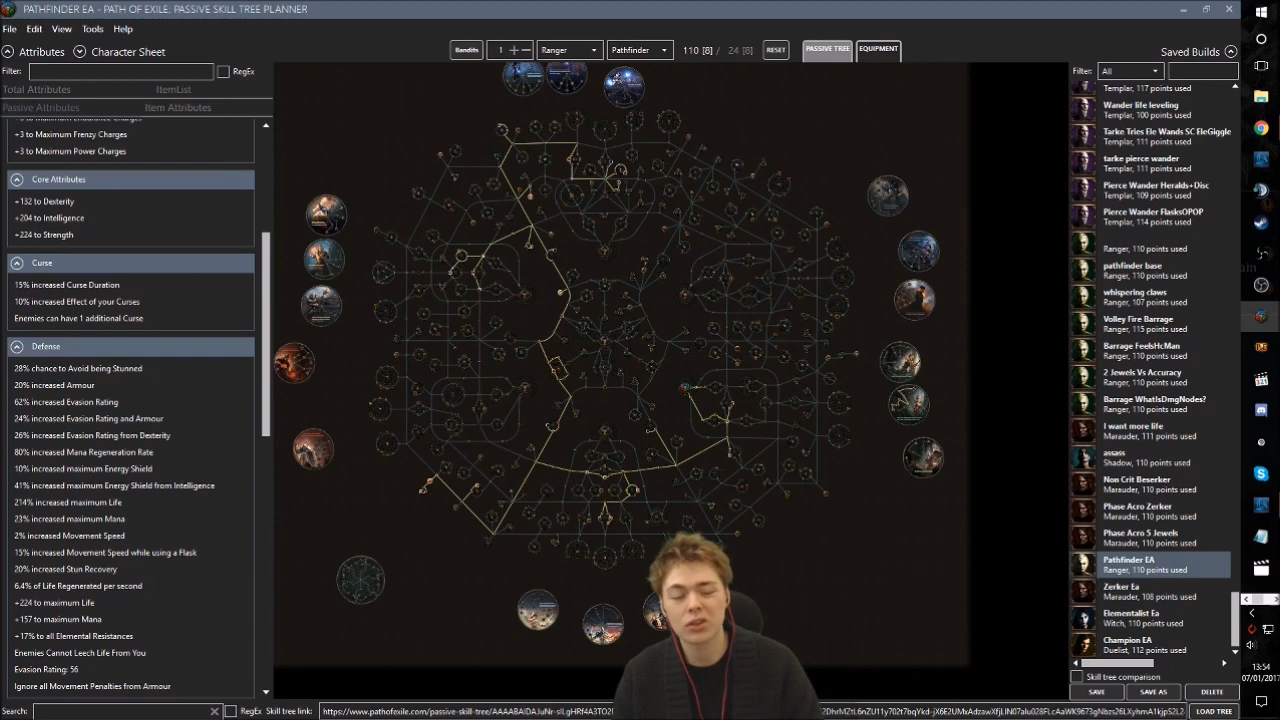 PATHFINDER EA - PATH OF EXILE: PASSIVE SKILL TREE PLANNER
File Edit View Tools Help
Attributes Character Sheet
Bandits 1 Ranger Pathfinder 110 [8] / 24 [8] RESET PASSIVE TREE EQUIPMENT
Saved Builds
Filter: RegEx
Filter: All
Total Attributes ItemList
Passive Attributes Item Attributes
+3 to Maximum Frenzy Charges
+3 to Maximum Power Charges
Core Attributes
+132 to Dexterity
+204 to Intelligence
+224 to Strength
Curse
15% increased Curse Duration
10% increased Effect of your Curses
Enemies can have 1 additional Curse
Defense
28% chance to Avoid being Stunned
20% increased Armour
62% increased Evasion Rating
24% increased Evasion Rating and Armour
26% increased Evasion Rating from Dexterity
80% increased Mana Regeneration Rate
10% increased maximum Energy Shield
41% increased maximum Energy Shield from Intelligence
214% increased maximum Life
23% increased maximum Mana
2% increased Movement Speed
15% increased Movement Speed while using a Flask
20% increased Stun Recovery
6.4% of Life Regenerated per second
+224 to maximum Life
+157 to maximum Mana
+17% to all Elemental Resistances
Enemies Cannot Leech Life From You
Evasion Rating: 56
Ignore all Movement Penalties from Armour
Templar, 117 points used
Wander life leveling
Templar, 100 points used
Tarke Tries Ele Wands SC EleGiggle
Templar, 111 points used
tarke pierce wander
Templar, 111 points used
Pierce Wander Heralds+Disc
Templar, 109 points used
Pierce Wander FlasksOPOP
Templar, 114 points used
Ranger, 110 points used
pathfinder base
Ranger, 110 points used
whispering claws
Ranger, 107 points used
Volley Fire Barrage
Ranger, 115 points used
Barrage FeelsHcMan
Ranger, 110 points used
2 Jewels Vs Accuracy
Ranger, 110 points used
Barrage WhatIsDmgNodes?
Ranger, 110 points used
I want more life
Marauder, 111 points used
assass
Shadow, 110 points used
Non Crit Beserker
Marauder, 110 points used
Phase Acro Zerker
Marauder, 110 points used
Phase Acro 5 Jewels
Marauder, 110 points used
Pathfinder EA
Ranger, 110 points used
Zerker Ea
Marauder, 108 points used
Elementalist Ea
Witch, 110 points used
Champion EA
Duelist, 112 points used
Skill tree comparison
SAVE SAVE AS DELETE
Search: RegEx Skill tree link: LOAD TREE
13:54
07/01/2017